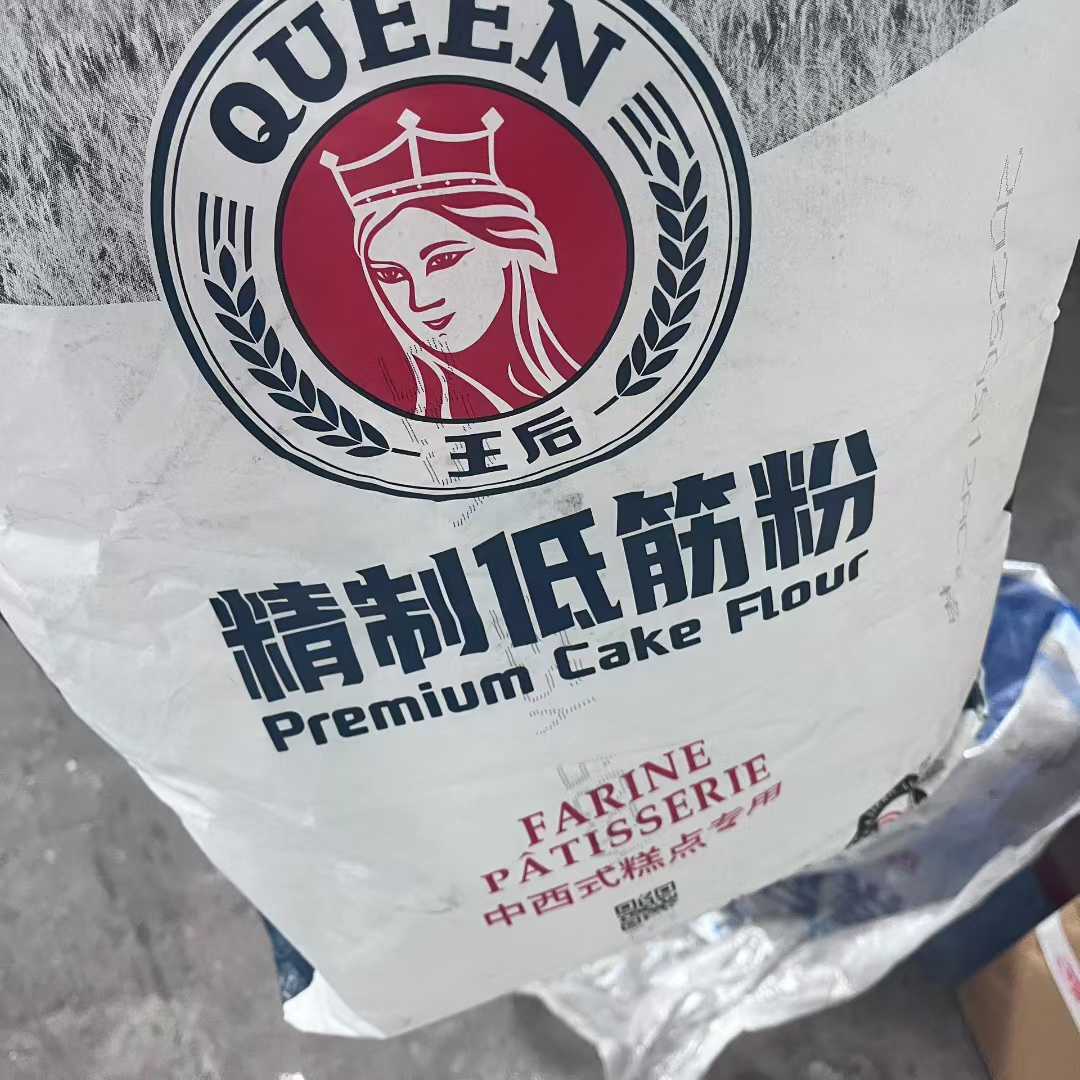 QUEEN
王后
精制低筋粉
Premium Cake Flour
FARINE
PÂTISSERIE
中西式糕点专用